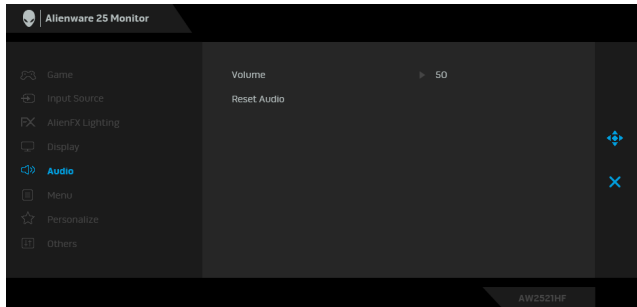 Alienware 25 Monitor
Game
Input Source
AlienFX Lighting
Display
Audio
Menu
Personalize
Others
Volume 50
Reset Audio
AW2521HF